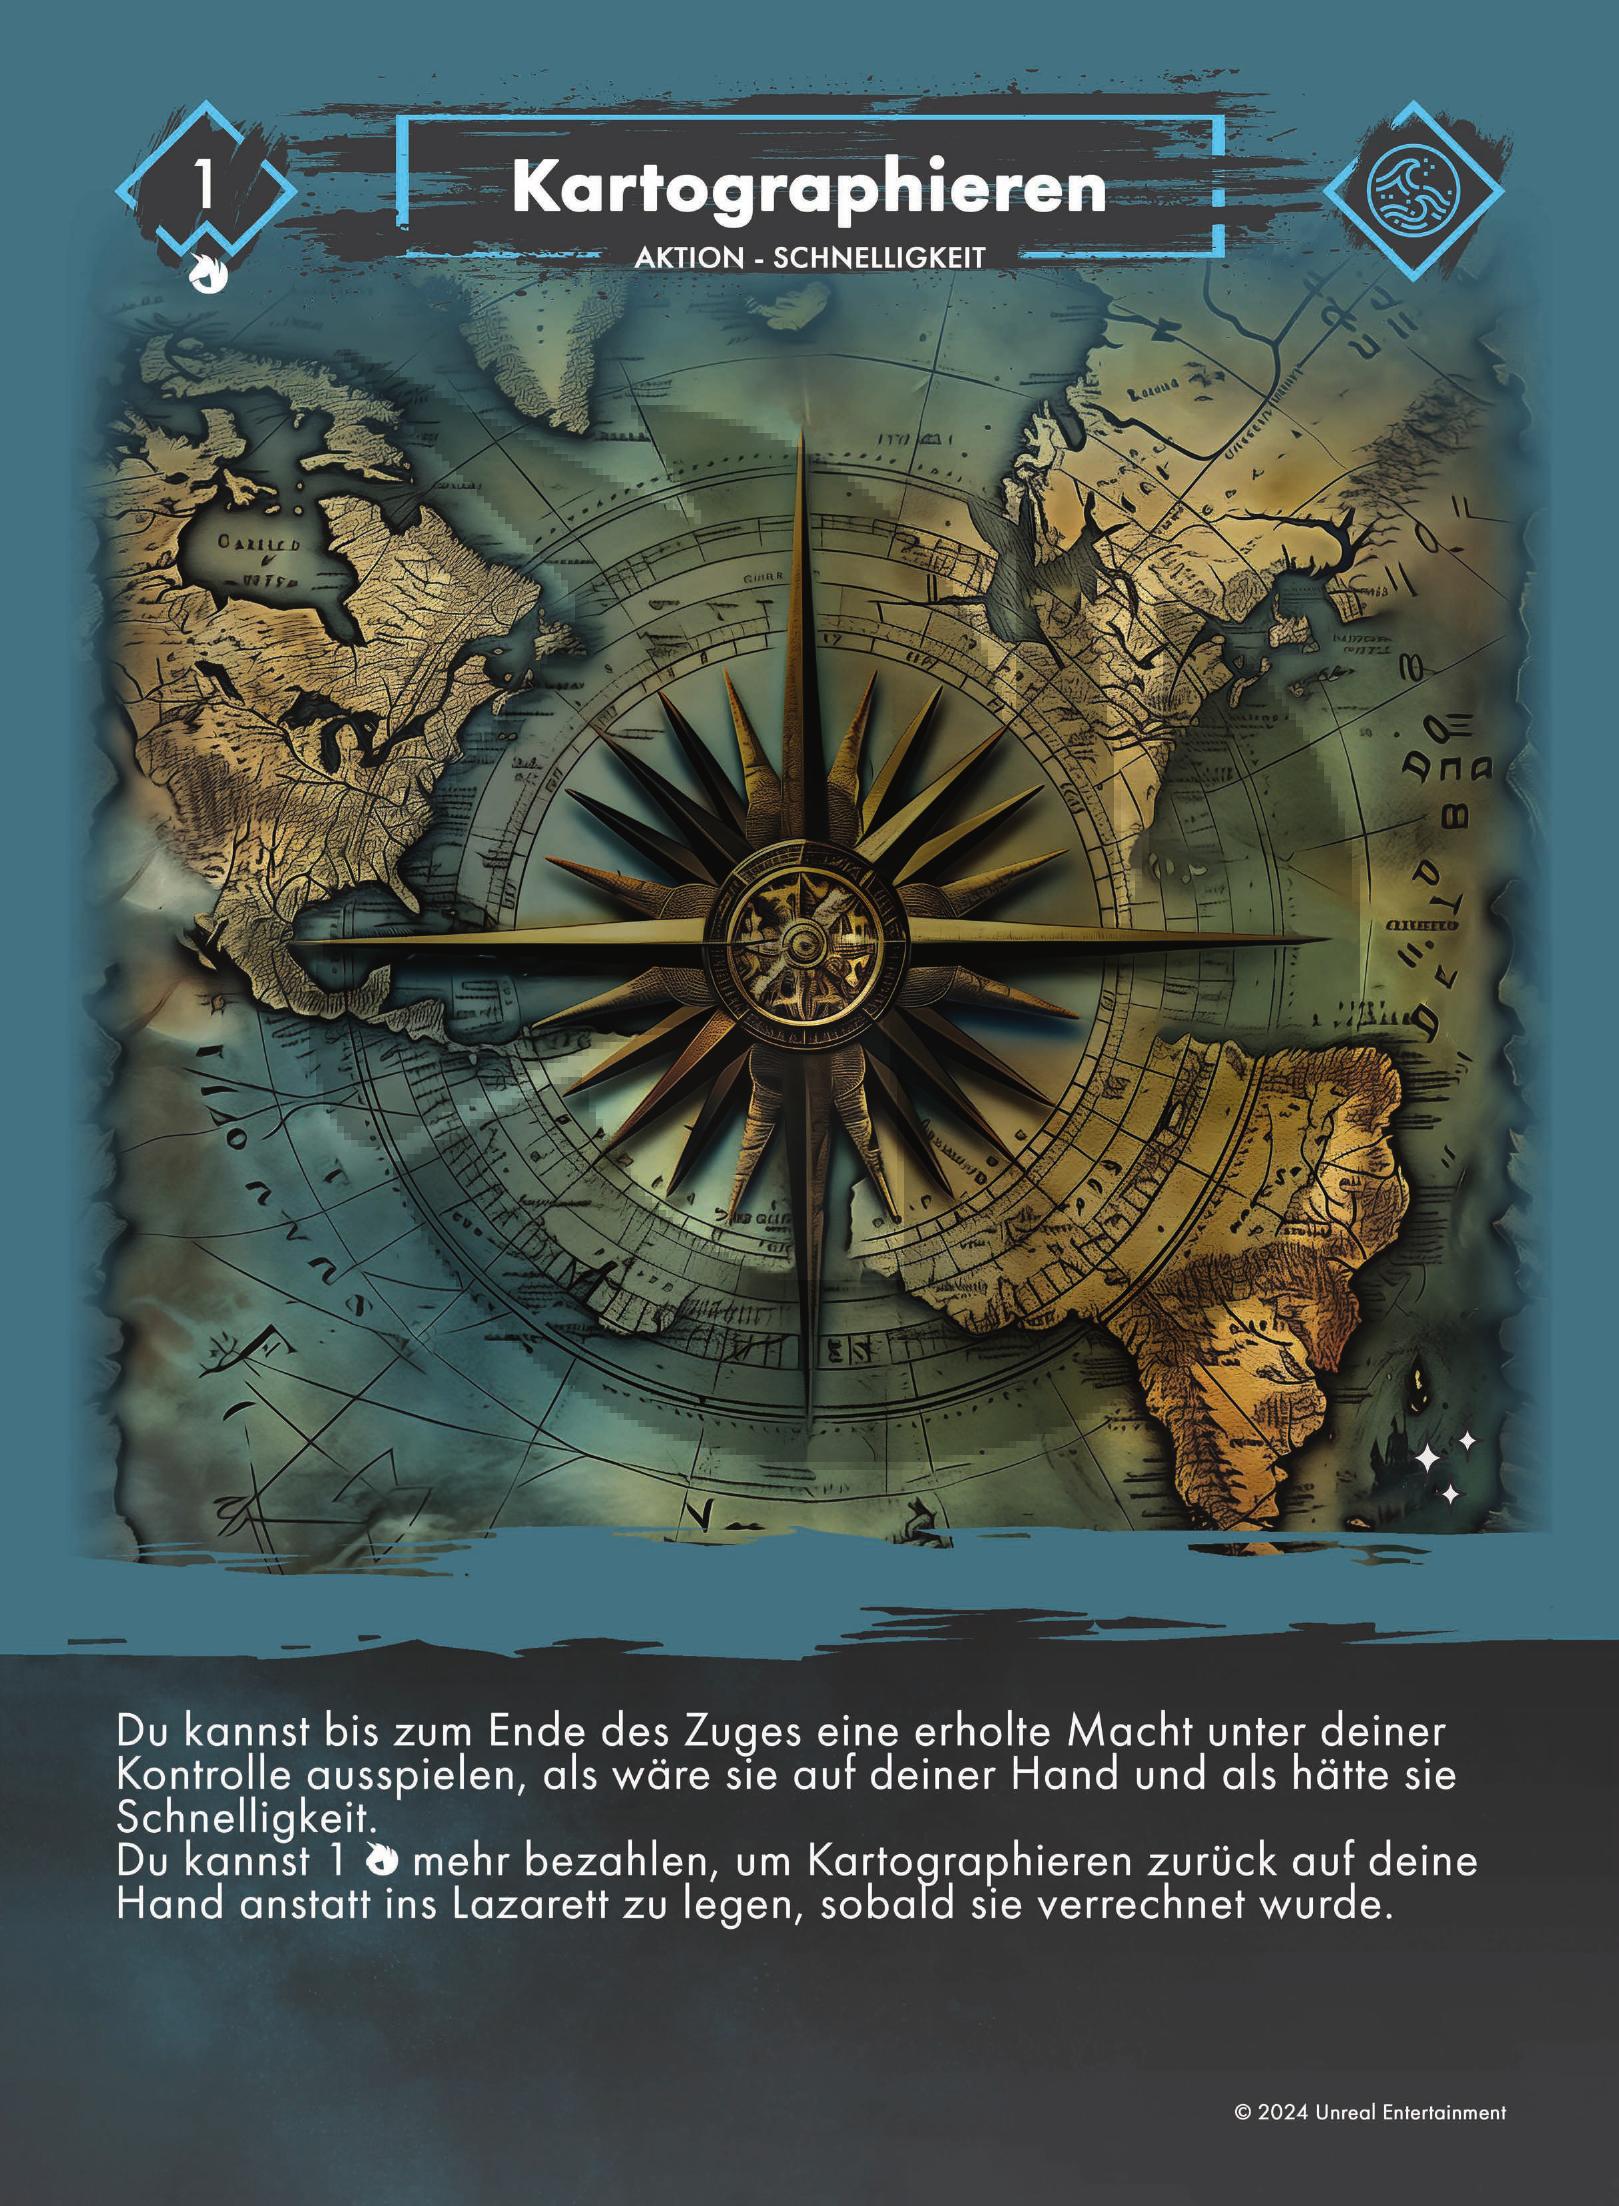 1
Kartographieren
AKTION - SCHNELLIGKEIT
Du kannst bis zum Ende des Zuges eine erholte Macht unter deiner
Kontrolle ausspielen, als wäre sie auf deiner Hand und als hätte sie
Schnelligkeit.
Du kannst 1 mehr bezahlen, um Kartographieren zurück auf deine
Hand anstatt ins Lazarett zu legen, sobald sie verrechnet wurde.
© 2024 Unreal Entertainment